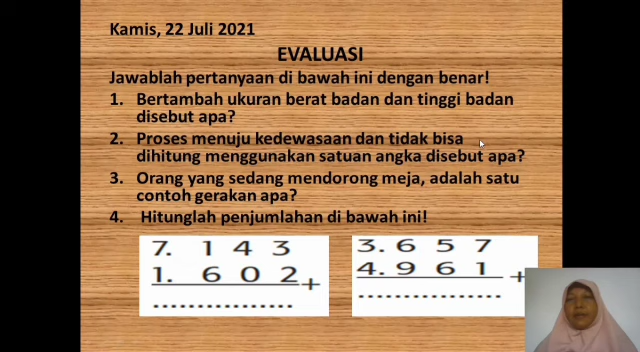 Kamis, 22 Juli 2021
EVALUASI
Jawablah pertanyaan di bawah ini dengan benar!
1. Bertambah ukuran berat badan dan tinggi badan
disebut apa?
2. Proses menuju kedewasaan dan tidak bisa
dihitung menggunakan satuan angka disebut apa?
3. Orang yang sedang mendorong meja, adalah satu
contoh gerakan apa?
4. Hitunglah penjumlahan di bawah ini!
7. 1 4 3
1. 6 0 2 +
..................
3. 6 5 7
4. 9 6 1 +
..................